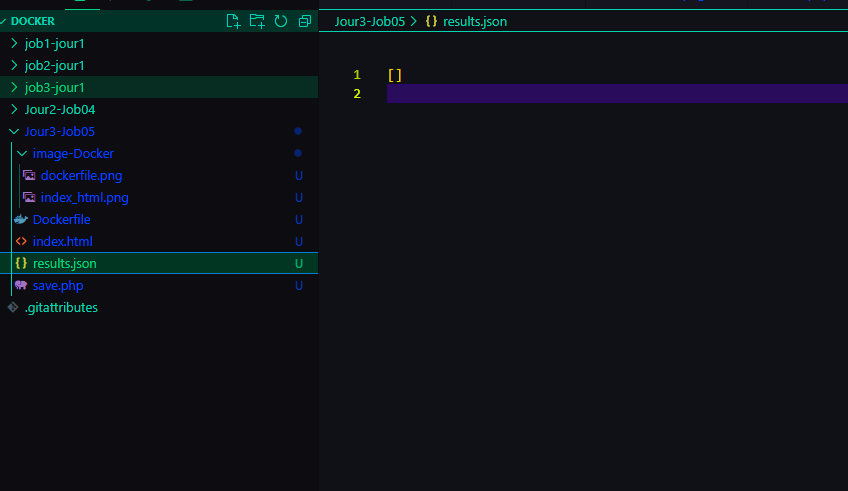 DOCKER
job1-jour1
job2-jour1
job3-jour1
Jour2-Job04
Jour3-Job05
image-Docker
dockerfile.png U
index_html.png U
Dockerfile U
index.html U
results.json U
save.php U
.gitattributes
Jour3-Job05 > {} results.json
1 []
2